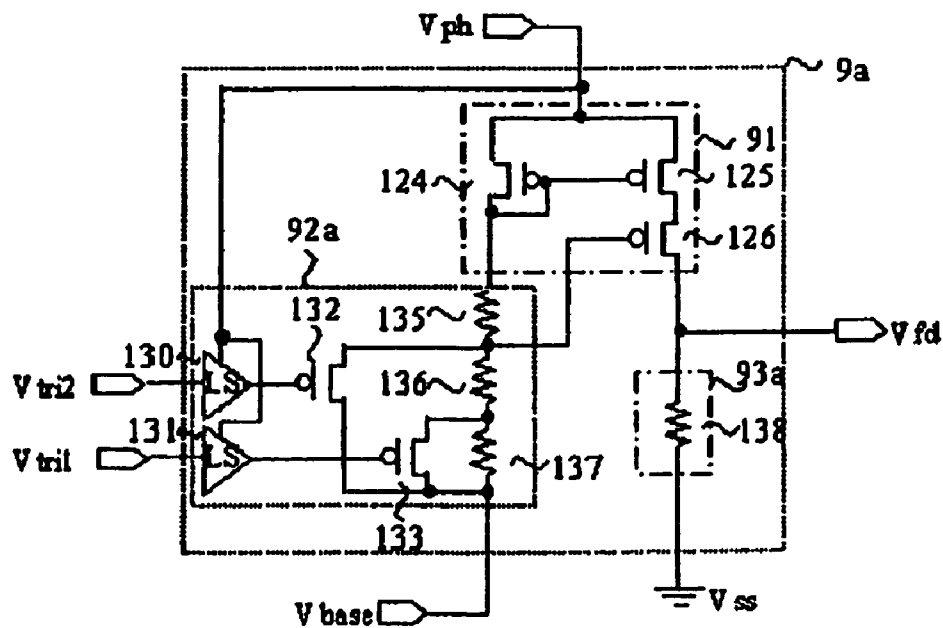 V ph
9a
91
124
125
126
92a
132
135
130
LS
V tri2
136
V fd
93a
138
131
LS
V tri1
137
133
V base
V ss